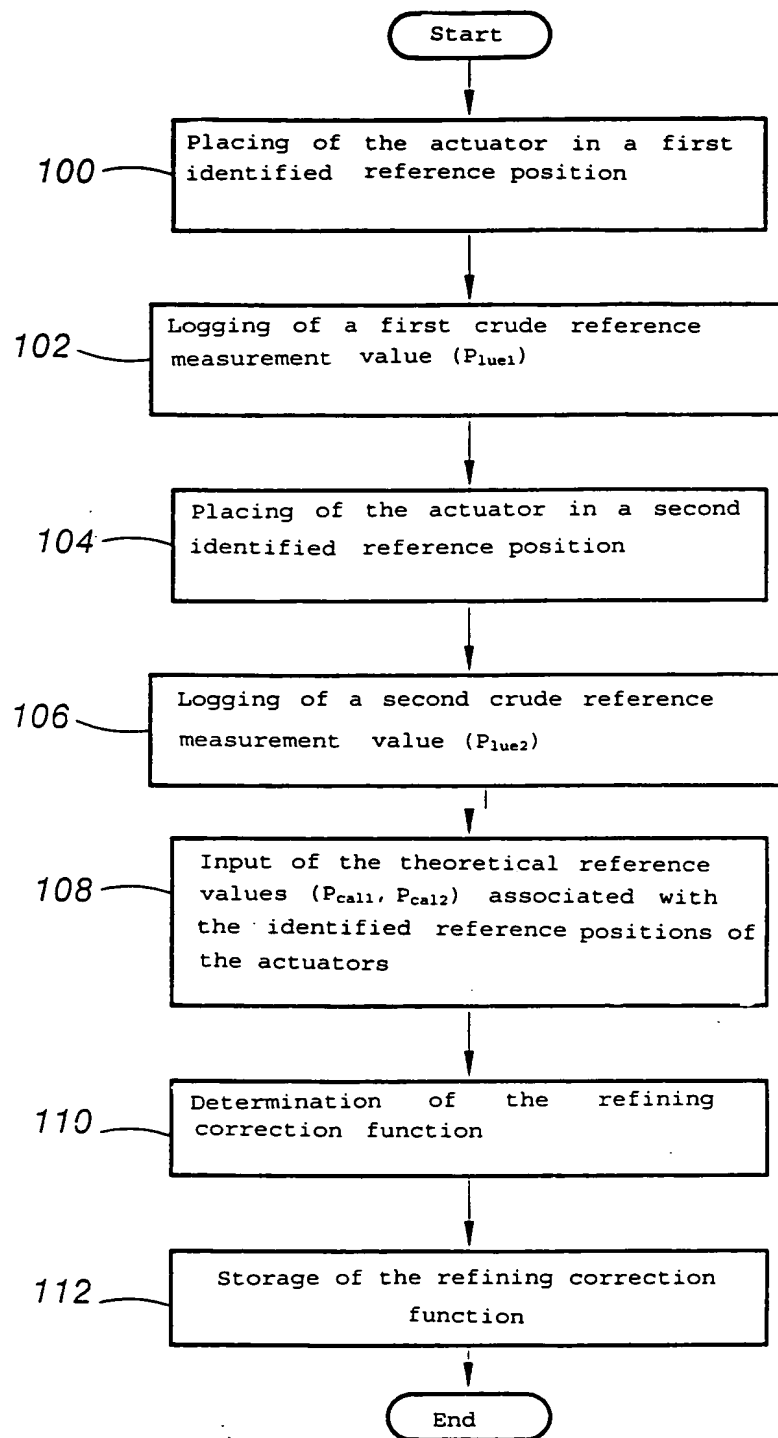 Start
100
Placing of the actuator in a first
identified reference position
102
Logging of a first crude reference
measurement value (Plue1)
104
Placing of the actuator in a second
identified reference position
106
Logging of a second crude reference
measurement value (Plue2)
108
Input of the theoretical reference
values (Pcal1, Pcal2) associated with
the identified reference positions of
the actuators
110
Determination of the refining
correction function
112
Storage of the refining correction
function
End